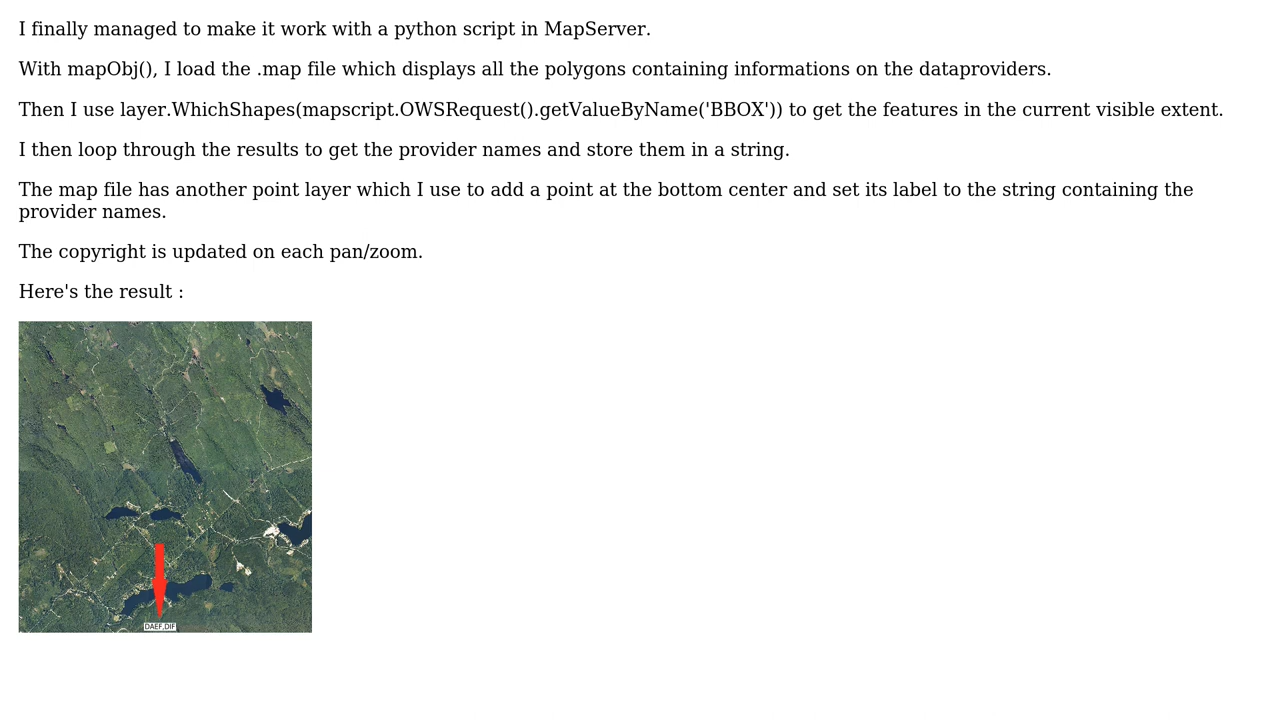 I finally managed to make it work with a python script in MapServer.
With mapObj(), I load the .map file which displays all the polygons containing informations on the dataproviders.
Then I use layer.WhichShapes(mapscript.OWSRequest().getValueByName('BBOX')) to get the features in the current visible extent.
I then loop through the results to get the provider names and store them in a string.
The map file has another point layer which I use to add a point at the bottom center and set its label to the string containing the
provider names.
The copyright is updated on each pan/zoom.
Here's the result :
DAEF,DIF